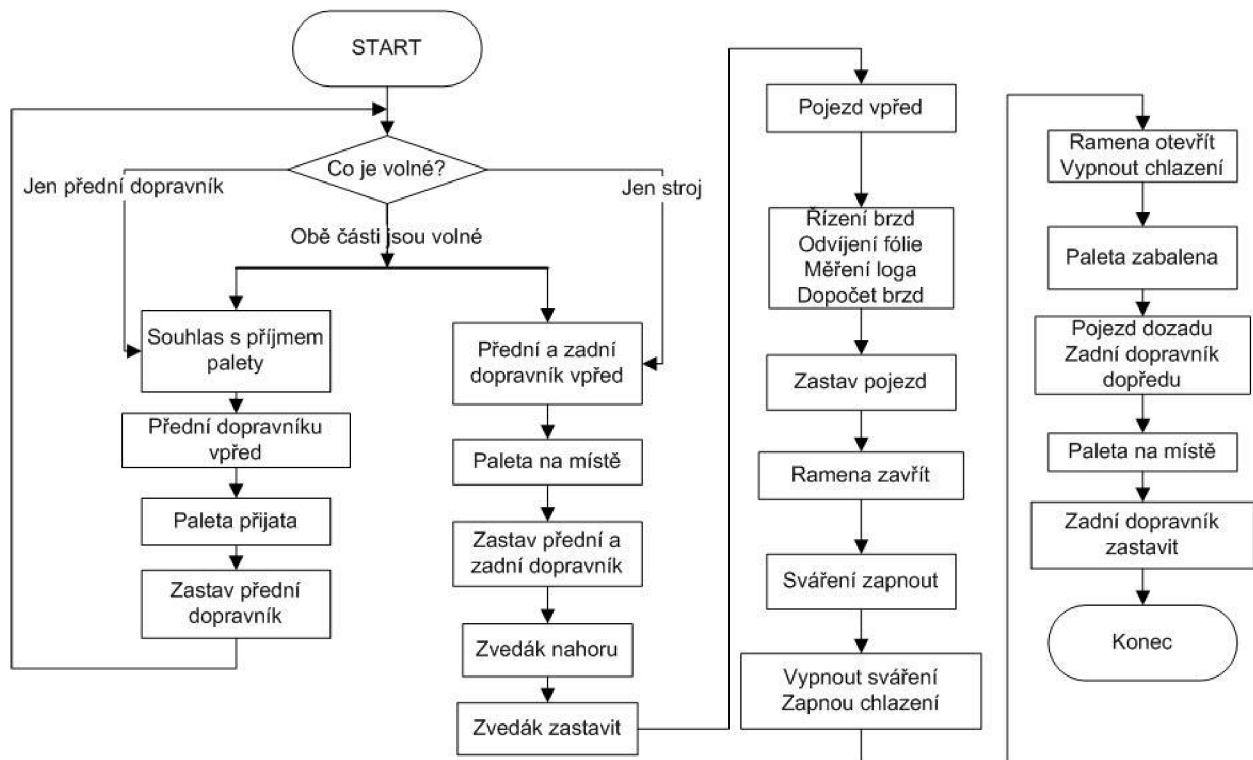 START
Co je volné?
Jen přední dopravník
Jen stroj
Obě části jsou volné
Souhlas s příjmem
palety
Přední dopravníku
vpřed
Paleta přijata
Zastav přední
dopravník
Přední a zadní
dopravník vpřed
Paleta na místě
Zastav přední a
zadní dopravník
Zvedák nahoru
Zvedák zastavit
Pojezd vpřed
Řízení brzd
Odvíjení fólie
Měření loga
Dopočet brzd
Zastav pojezd
Ramena zavřít
Sváření zapnout
Vypnout sváření
Zapnou chlazení
Ramena otevřít
Vypnout chlazení
Paleta zabalena
Pojezd dozadu
Zadní dopravník
dopředu
Paleta na místě
Zadní dopravník
zastavit
Konec